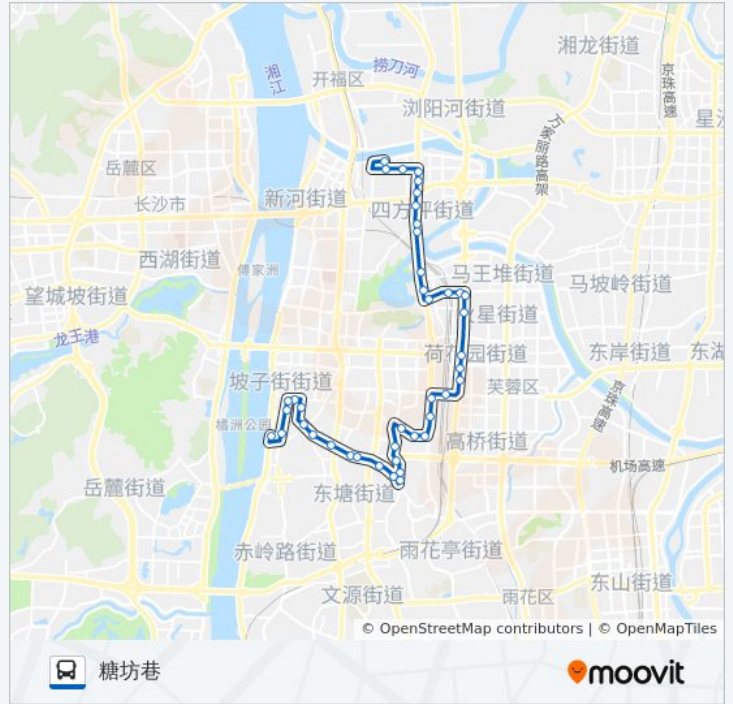 湘龙街道
湘江
捞刀河
开福区
京珠高速
浏阳河街道
星沙
万家丽路高架
岳麓区
新河街道
长沙市
四方坪街道
西湖街道
傅家洲
马王堆街道
马坡岭街道
望城坡街道
火星街道
龙王港
荷花园街道
东岸街道
东湖
坡子街街道
芙蓉区
京珠高速
橘洲公园
高桥街道
机场高速
岳麓街道
东塘街道
赤岭路街道
雨花亭街道
东山街道
文源街道
雨花区
© OpenStreetMap contributors | © OpenMapTiles
糖坊巷
moovit